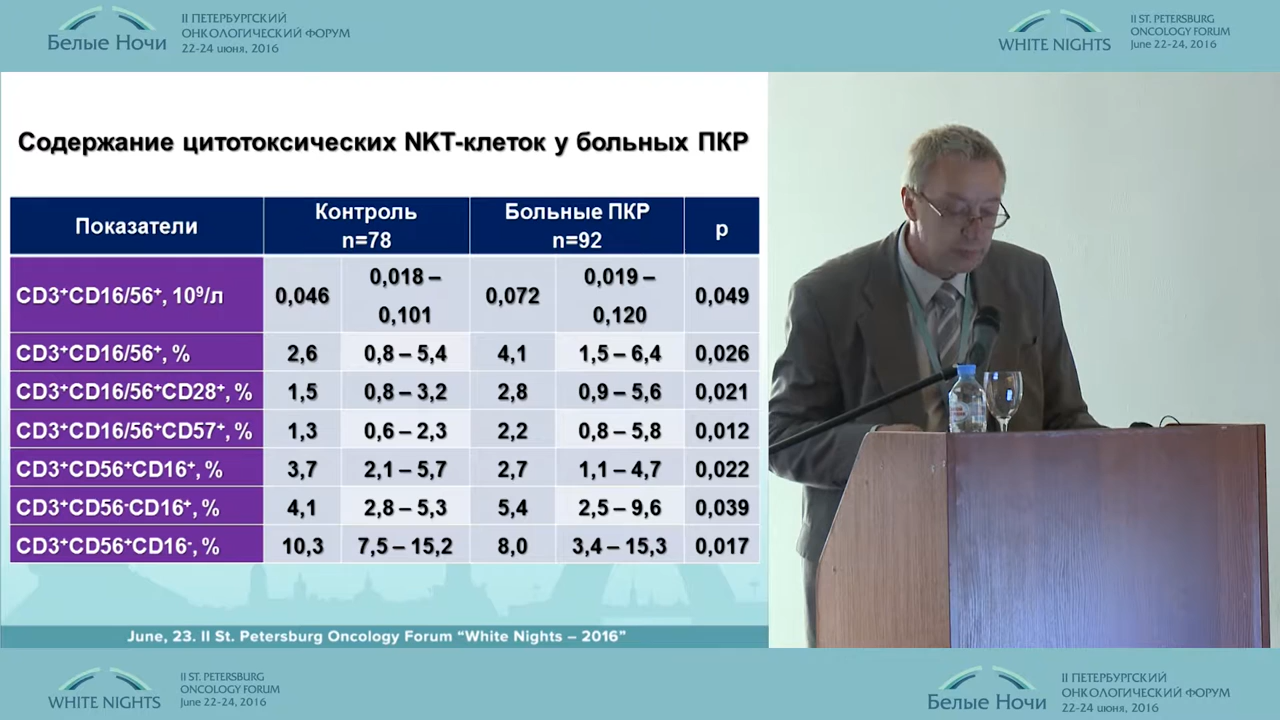 II ПЕТЕРБУРГСКИЙ
ОНКОЛОГИЧЕСКИЙ ФОРУМ
Белые Ночи
22-24 июня, 2016
WHITE NIGHTS
II ST. PETERSBURG
ONCOLOGY FORUM
June 22-24, 2016
Содержание цитотоксических NKT-клеток у больных ПКР
Показатели Контроль n=78 Больные ПКР n=92 p
CD3⁺CD16/56⁺, 10⁹/л 0,046 0,018 – 0,101 0,072 0,019 – 0,120 0,049
CD3⁺CD16/56⁺, % 2,6 0,8 – 5,4 4,1 1,5 – 6,4 0,026
CD3⁺CD16/56⁺CD28⁺, % 1,5 0,8 – 3,2 2,8 0,9 – 5,6 0,021
CD3⁺CD16/56⁺CD57⁺, % 1,3 0,6 – 2,3 2,2 0,8 – 5,8 0,012
CD3⁺CD56⁺CD16⁺, % 3,7 2,1 – 5,7 2,7 1,1 – 4,7 0,022
CD3⁺CD56⁻CD16⁺, % 4,1 2,8 – 5,3 5,4 2,5 – 9,6 0,039
CD3⁺CD56⁺CD16⁻, % 10,3 7,5 – 15,2 8,0 3,4 – 15,3 0,017
June, 23. II St. Petersburg Oncology Forum “White Nights – 2016”
WHITE NIGHTS
II ST. PETERSBURG
ONCOLOGY FORUM
June 22-24, 2016
Белые Ночи
II ПЕТЕРБУРГСКИЙ
ОНКОЛОГИЧЕСКИЙ ФОРУМ
22-24 июня, 2016